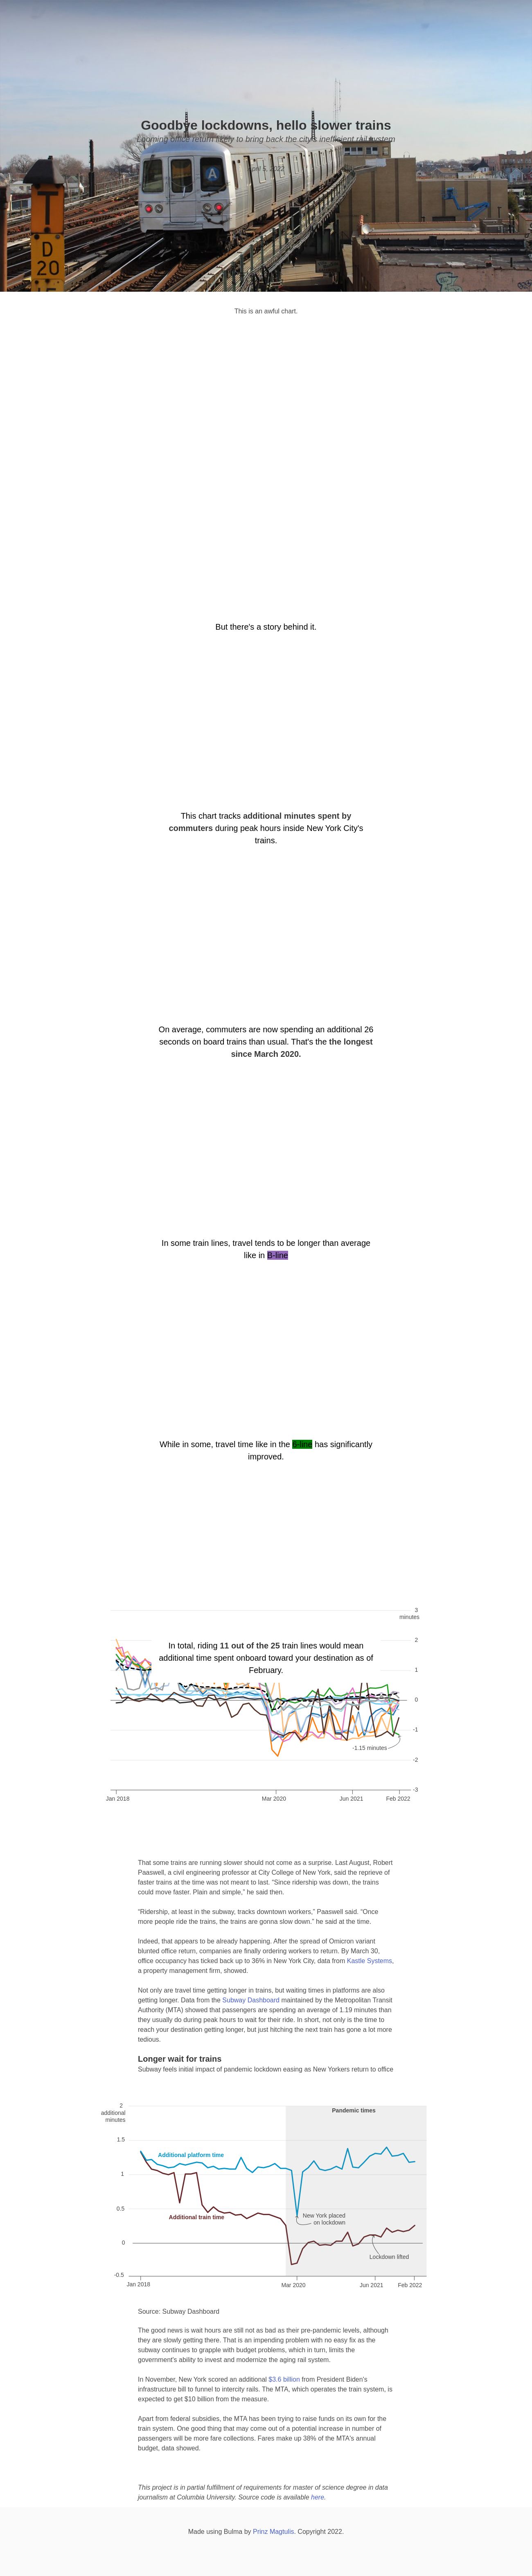 Goodbye lockdowns, hello slower trains
Looming office return likely to bring back the city's inefficient rail system
A
T
D
20
This is an awful chart.
But there's a story behind it.
This chart tracks additional minutes spent by
commuters during peak hours inside New York City's
trains.
On average, commuters are now spending an additional 26
seconds on board trains than usual. That's the the longest
since March 2020.
In some train lines, travel tends to be longer than average
like in B-line
While in some, travel time like in the 6-line has significantly
improved.
3
minutes
In total, riding 11 out of the 25 train lines would mean
additional time spent onboard toward your destination as of
February.
2
1
0
-1
-1.15 minutes
-2
-3
Jan 2018
Mar 2020
Jun 2021
Feb 2022
That some trains are running slower should not come as a surprise. Last August, Robert
Paaswell, a civil engineering professor at City College of New York, said the reprieve of
faster trains at the time was not meant to last. “Since ridership was down, the trains
could move faster. Plain and simple,” he said then.
“Ridership, at least in the subway, tracks downtown workers,” Paaswell said. “Once
more people ride the trains, the trains are gonna slow down.” he said at the time.
Indeed, that appears to be already happening. After the spread of Omicron variant
blunted office return, companies are finally ordering workers to return. By March 30,
office occupancy has ticked back up to 36% in New York City, data from Kastle Systems,
a property management firm, showed.
Not only are travel time getting longer in trains, but waiting times in platforms are also
getting longer. Data from the Subway Dashboard maintained by the Metropolitan Transit
Authority (MTA) showed that passengers are spending an average of 1.19 minutes than
they usually do during peak hours to wait for their ride. In short, not only is the time to
reach your destination getting longer, but just hitching the next train has gone a lot more
tedious.
Longer wait for trains
Subway feels initial impact of pandemic lockdown easing as New Yorkers return to office
2
additional
minutes
Pandemic times
1.5
Additional platform time
1
0.5
Additional train time
New York placed
on lockdown
0
Lockdown lifted
-0.5
Jan 2018
Mar 2020
Jun 2021
Feb 2022
Source: Subway Dashboard
The good news is wait hours are still not as bad as their pre-pandemic levels, although
they are slowly getting there. That is an impending problem with no easy fix as the
subway continues to grapple with budget problems, which in turn, limits the
government's ability to invest and modernize the aging rail system.
In November, New York scored an additional $3.6 billion from President Biden's
infrastructure bill to funnel to intercity rails. The MTA, which operates the train system, is
expected to get $10 billion from the measure.
Apart from federal subsidies, the MTA has been trying to raise funds on its own for the
train system. One good thing that may come out of a potential increase in number of
passengers will be more fare collections. Fares make up 38% of the MTA's annual
budget, data showed.
This project is in partial fulfillment of requirements for master of science degree in data
journalism at Columbia University. Source code is available here.
Made using Bulma by Prinz Magtulis. Copyright 2022.